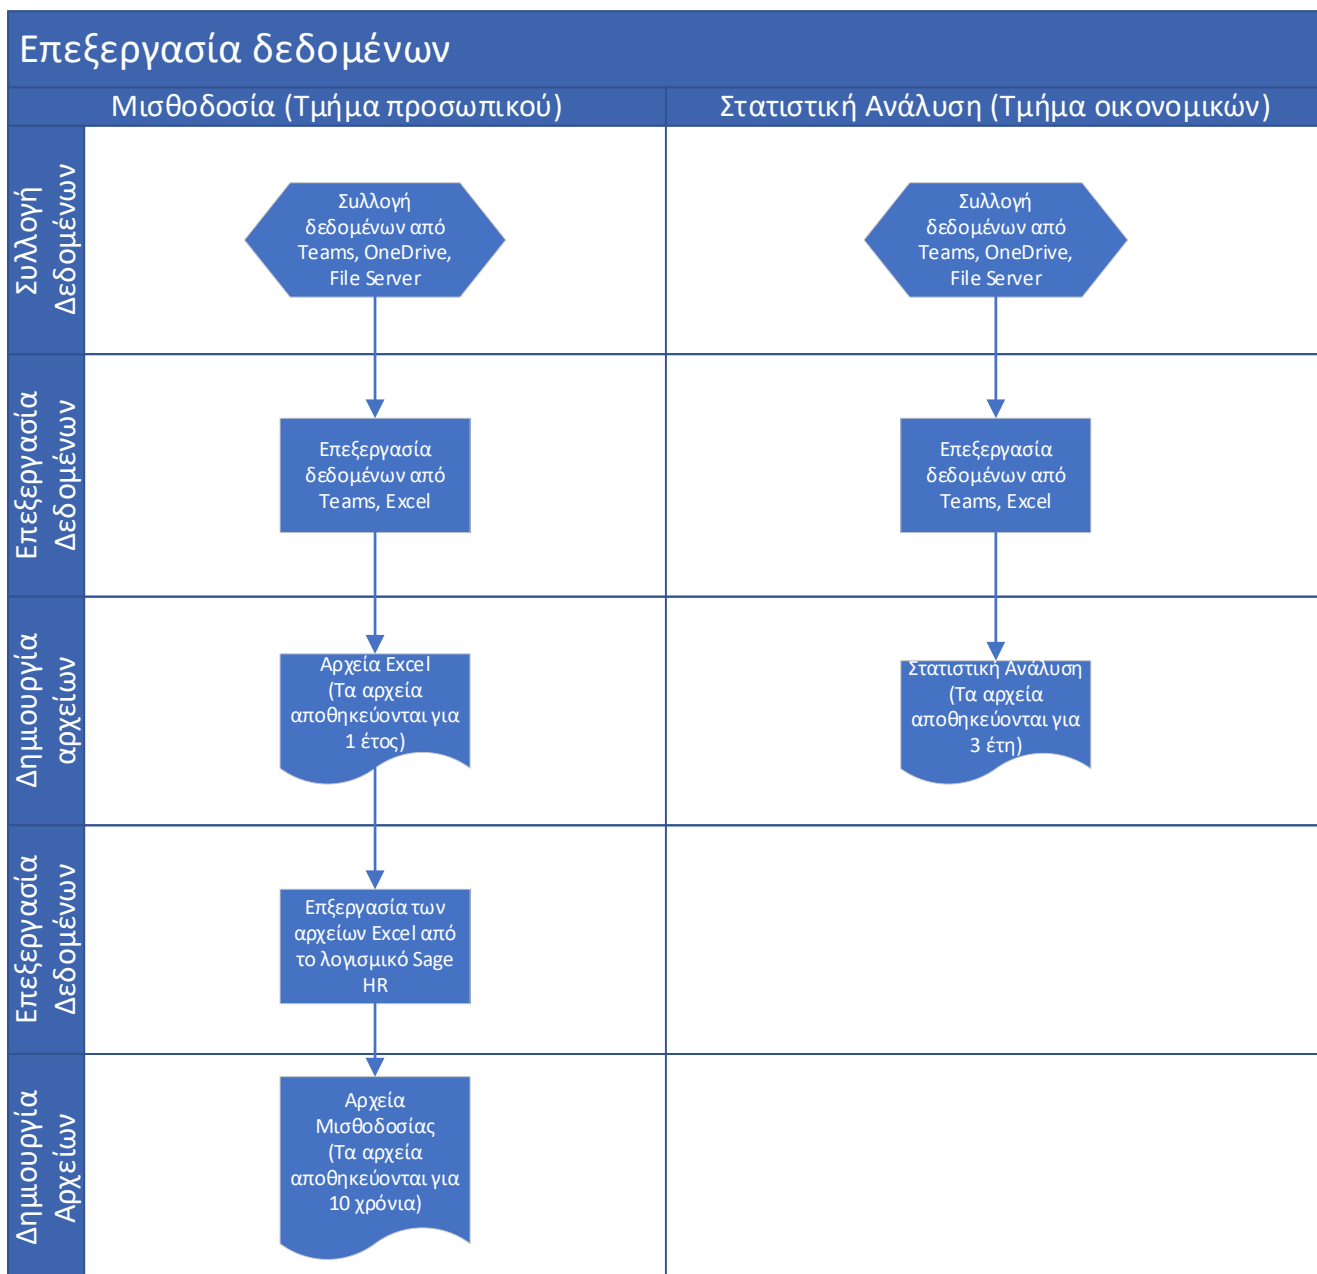 Επεξεργασία δεδομένων
Μισθοδοσία (Τμήμα προσωπικού)
Στατιστική Ανάλυση (Τμήμα οικονομικών)
Συλλογή
Δεδομένων
Συλλογή
δεδομένων από
Teams, OneDrive,
File Server
Συλλογή
δεδομένων από
Teams, OneDrive,
File Server
Επεξεργασία
Δεδομένων
Επεξεργασία
δεδομένων από
Teams, Excel
Επεξεργασία
δεδομένων από
Teams, Excel
Δημιουργία
αρχείων
Αρχεία Excel
(Τα αρχεία
αποθηκεύονται για
1 έτος)
Στατιστική Ανάλυση
(Τα αρχεία
αποθηκεύονται για
3 έτη)
Επεξεργασία
Δεδομένων
Επξεργασία των
αρχείων Excel από
το λογισμικό Sage
HR
Δημιουργία
Αρχείων
Αρχεία
Μισθοδοσίας
(Τα αρχεία
αποθηκεύονται για
10 χρόνια)